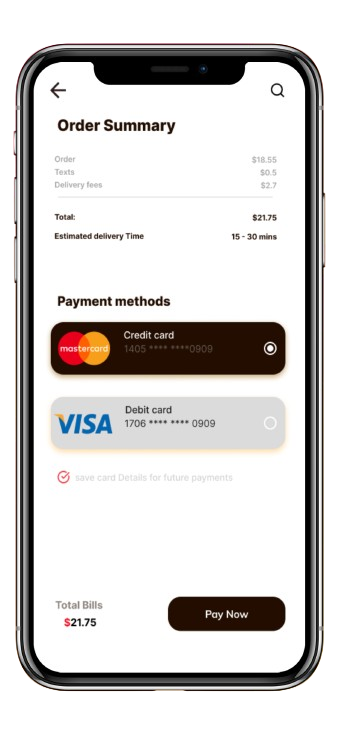 Order Summary
Order $18.55
Texts $0.5
Delivery fees $2.7
Total: $21.75
Estimated delivery Time 15 - 30 mins
Payment methods
mastercard
Credit card
1405 **** ****0909
VISA
Debit card
1706 **** **** 0909
save card Details for future payments
Total Bills
$21.75
Pay Now